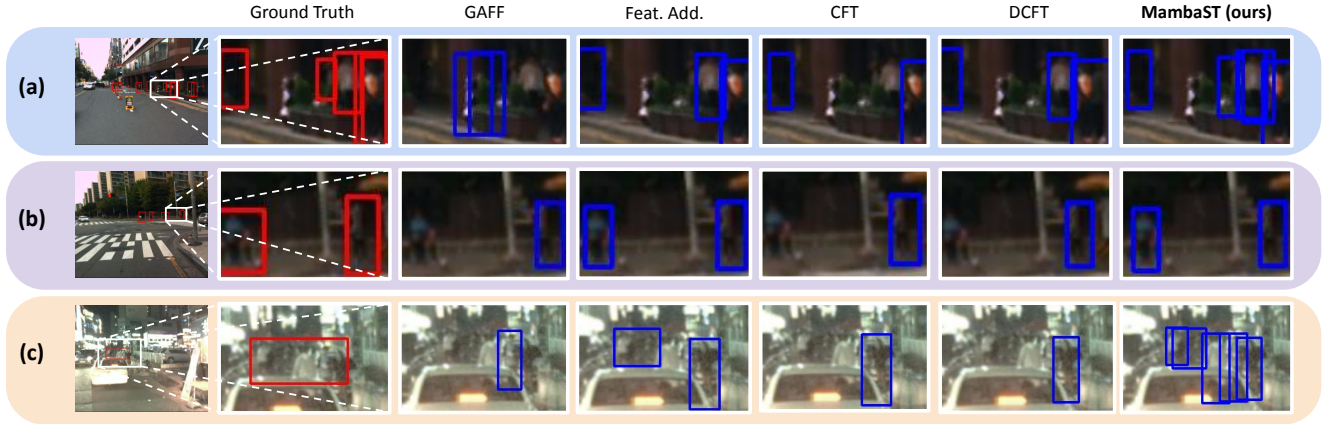 Ground Truth GAFF Feat. Add. CFT DCFT MambaST (ours)
(a)
(b)
(c)